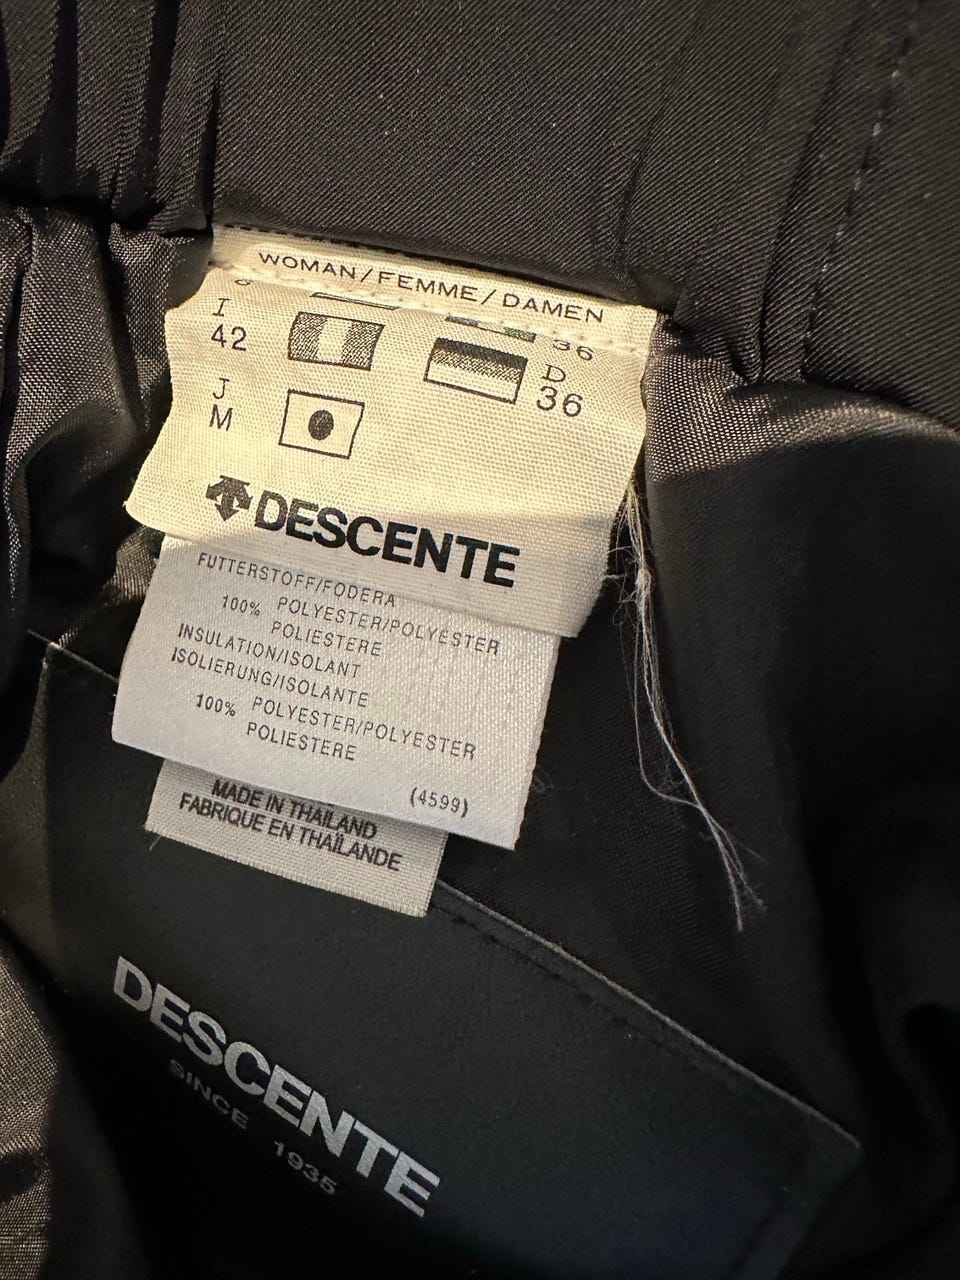 WOMAN/FEMME/DAMEN
I
42
36
D
36
J
M
DESCENTE
FUTTERSTOFF/FODERA
100% POLYESTER/POLYESTER
POLIESTERE
INSULATION/ISOLANT
ISOLIERUNG/ISOLANTE
100% POLYESTER/POLYESTER
POLIESTERE
(4599)
MADE IN THAILAND
FABRIQUE EN THAÏLANDE
DESCENTE
SINCE 1935